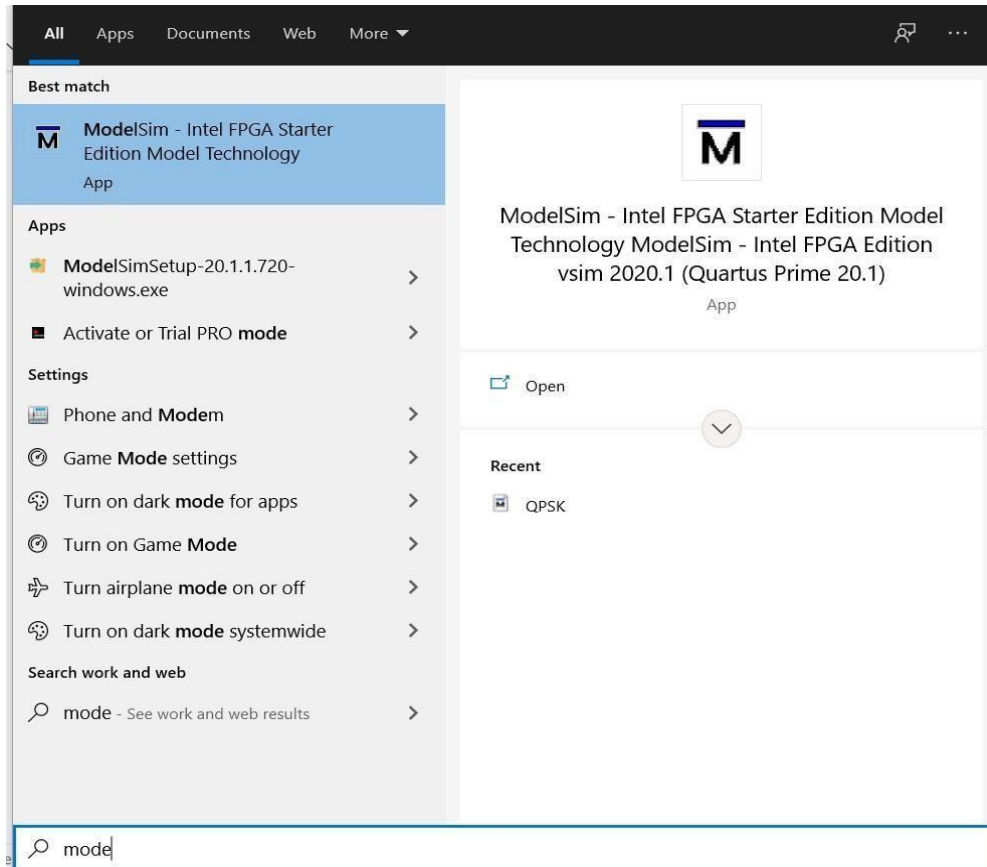 All Apps Documents Web More
Best match
ModelSim - Intel FPGA Starter
Edition Model Technology
App
Apps
ModelSimSetup-20.1.1.720-
windows.exe
Activate or Trial PRO mode
Settings
Phone and Modem
Game Mode settings
Turn on dark mode for apps
Turn on Game Mode
Turn airplane mode on or off
Turn on dark mode systemwide
Search work and web
mode - See work and web results
M
ModelSim - Intel FPGA Starter Edition Model
Technology ModelSim - Intel FPGA Edition
vsim 2020.1 (Quartus Prime 20.1)
App
Open
Recent
QPSK
mode